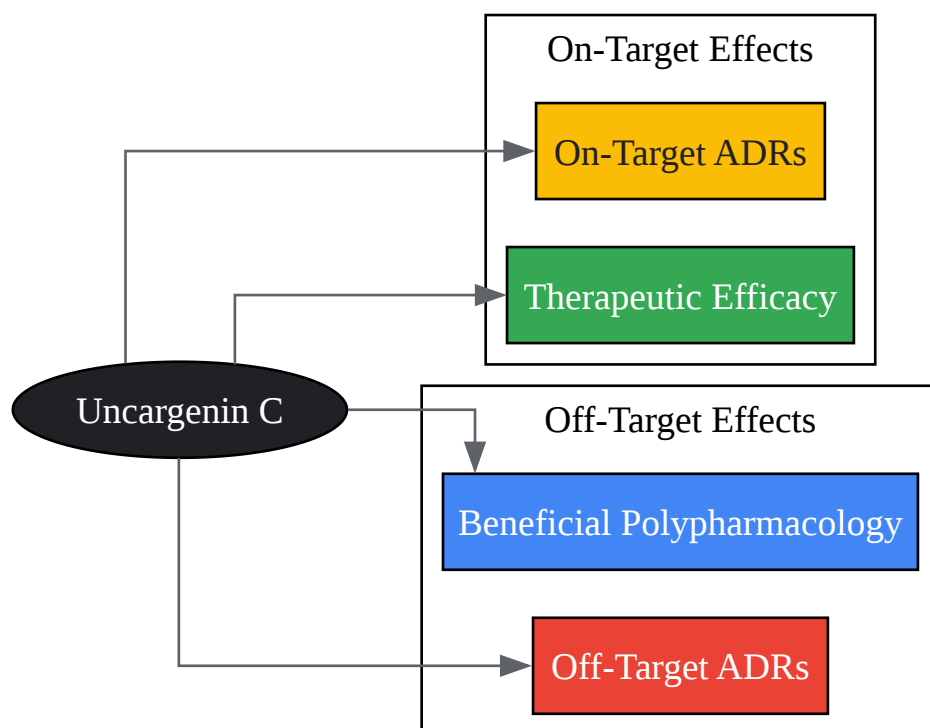 On-Target Effects
On-Target ADRs
Therapeutic Efficacy
Uncargenin C
Off-Target Effects
Beneficial Polypharmacology
Off-Target ADRs